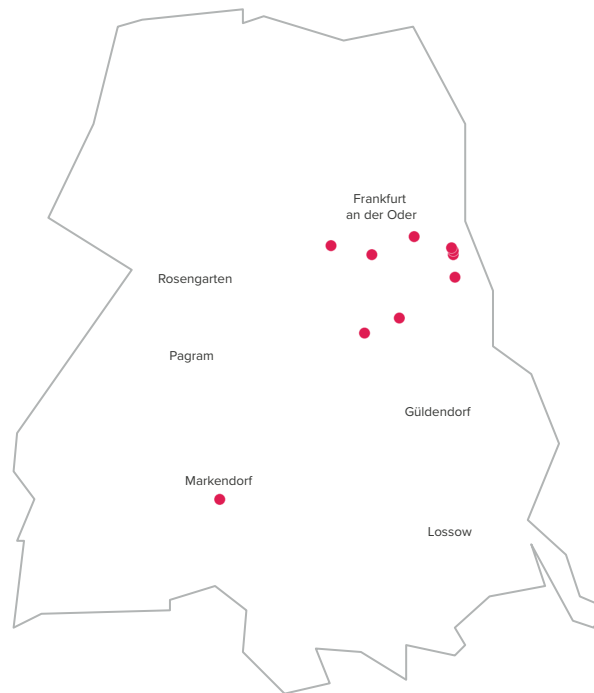 Frankfurt
an der Oder
Rosengarten
Pagram
Güldendorf
Markendorf
Lossow